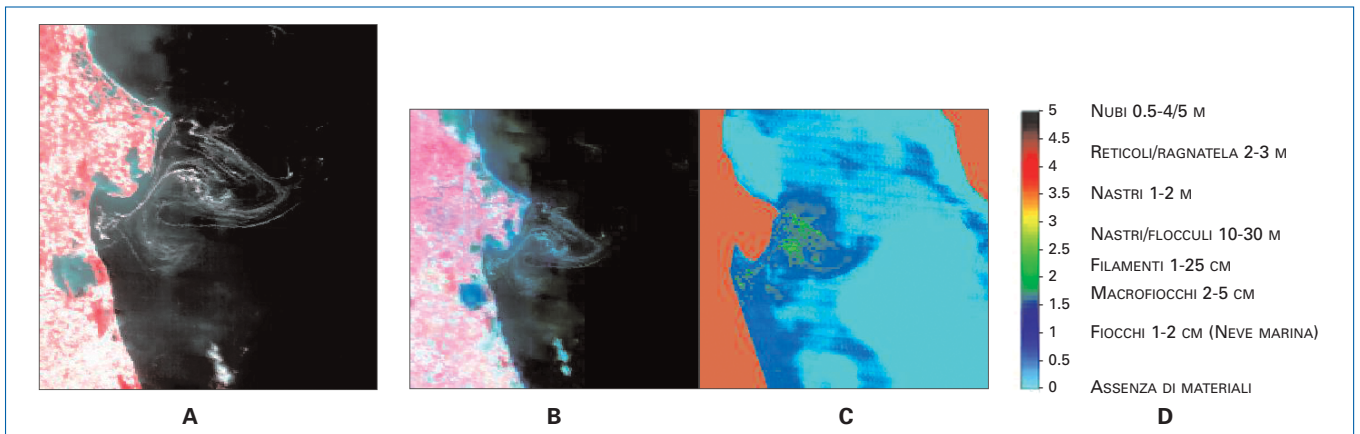 5
4.5
4
3.5
3
2.5
2
1.5
1
0.5
0
NUBI 0.5-4/5 M
RETICOLI/RAGNATELA 2-3 M
NASTRI 1-2 M
NASTRI/FLOCCULI 10-30 M
FILAMENTI 1-25 CM
MACROFIOCCHI 2-5 CM
FIOCCHI 1-2 CM (NEVE MARINA)
ASSENZA DI MATERIALI
A
B
C
D